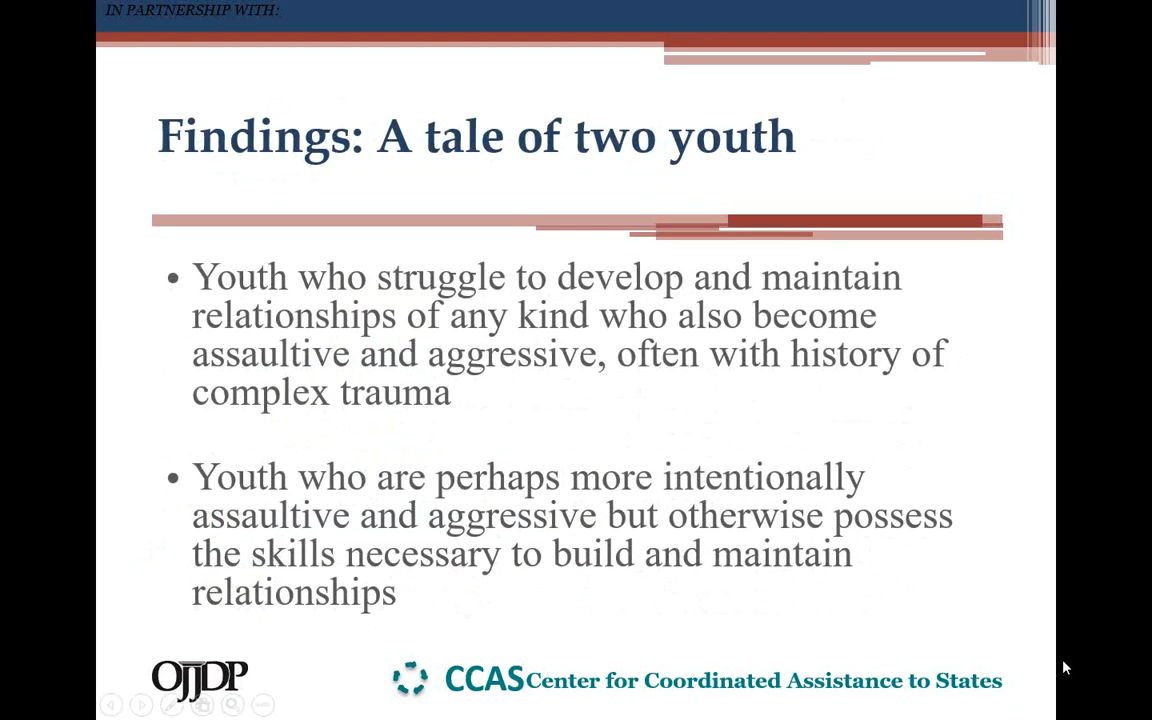 IN PARTNERSHIP WITH:
Findings: A tale of two youth
• Youth who struggle to develop and maintain
relationships of any kind who also become
assaultive and aggressive, often with history of
complex trauma
• Youth who are perhaps more intentionally
assaultive and aggressive but otherwise possess
the skills necessary to build and maintain
relationships
OJJDP
CCAS Center for Coordinated Assistance to States